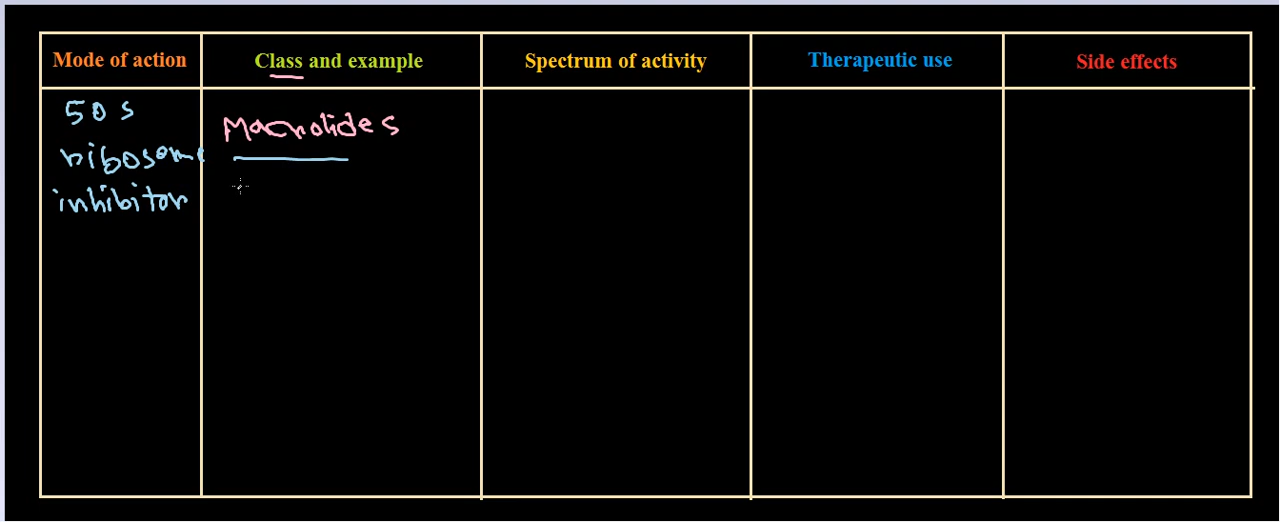 Mode of action
Class and example
Spectrum of activity
Therapeutic use
Side effects
50s
ribosome
inhibitor
Macrolides